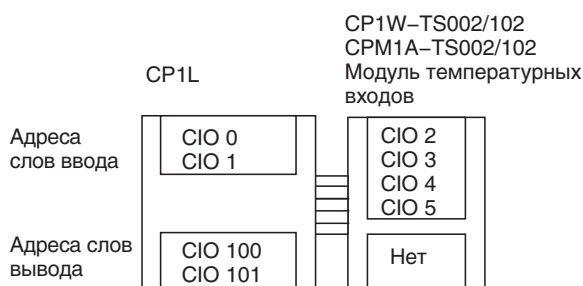 CP1W–TS002/102
CPM1A–TS002/102
Модуль температурных
входов
CP1L
Адреса
слов ввода
CIO 0
CIO 1
CIO 2
CIO 3
CIO 4
CIO 5
Адреса слов
вывода
CIO 100
CIO 101
Нет